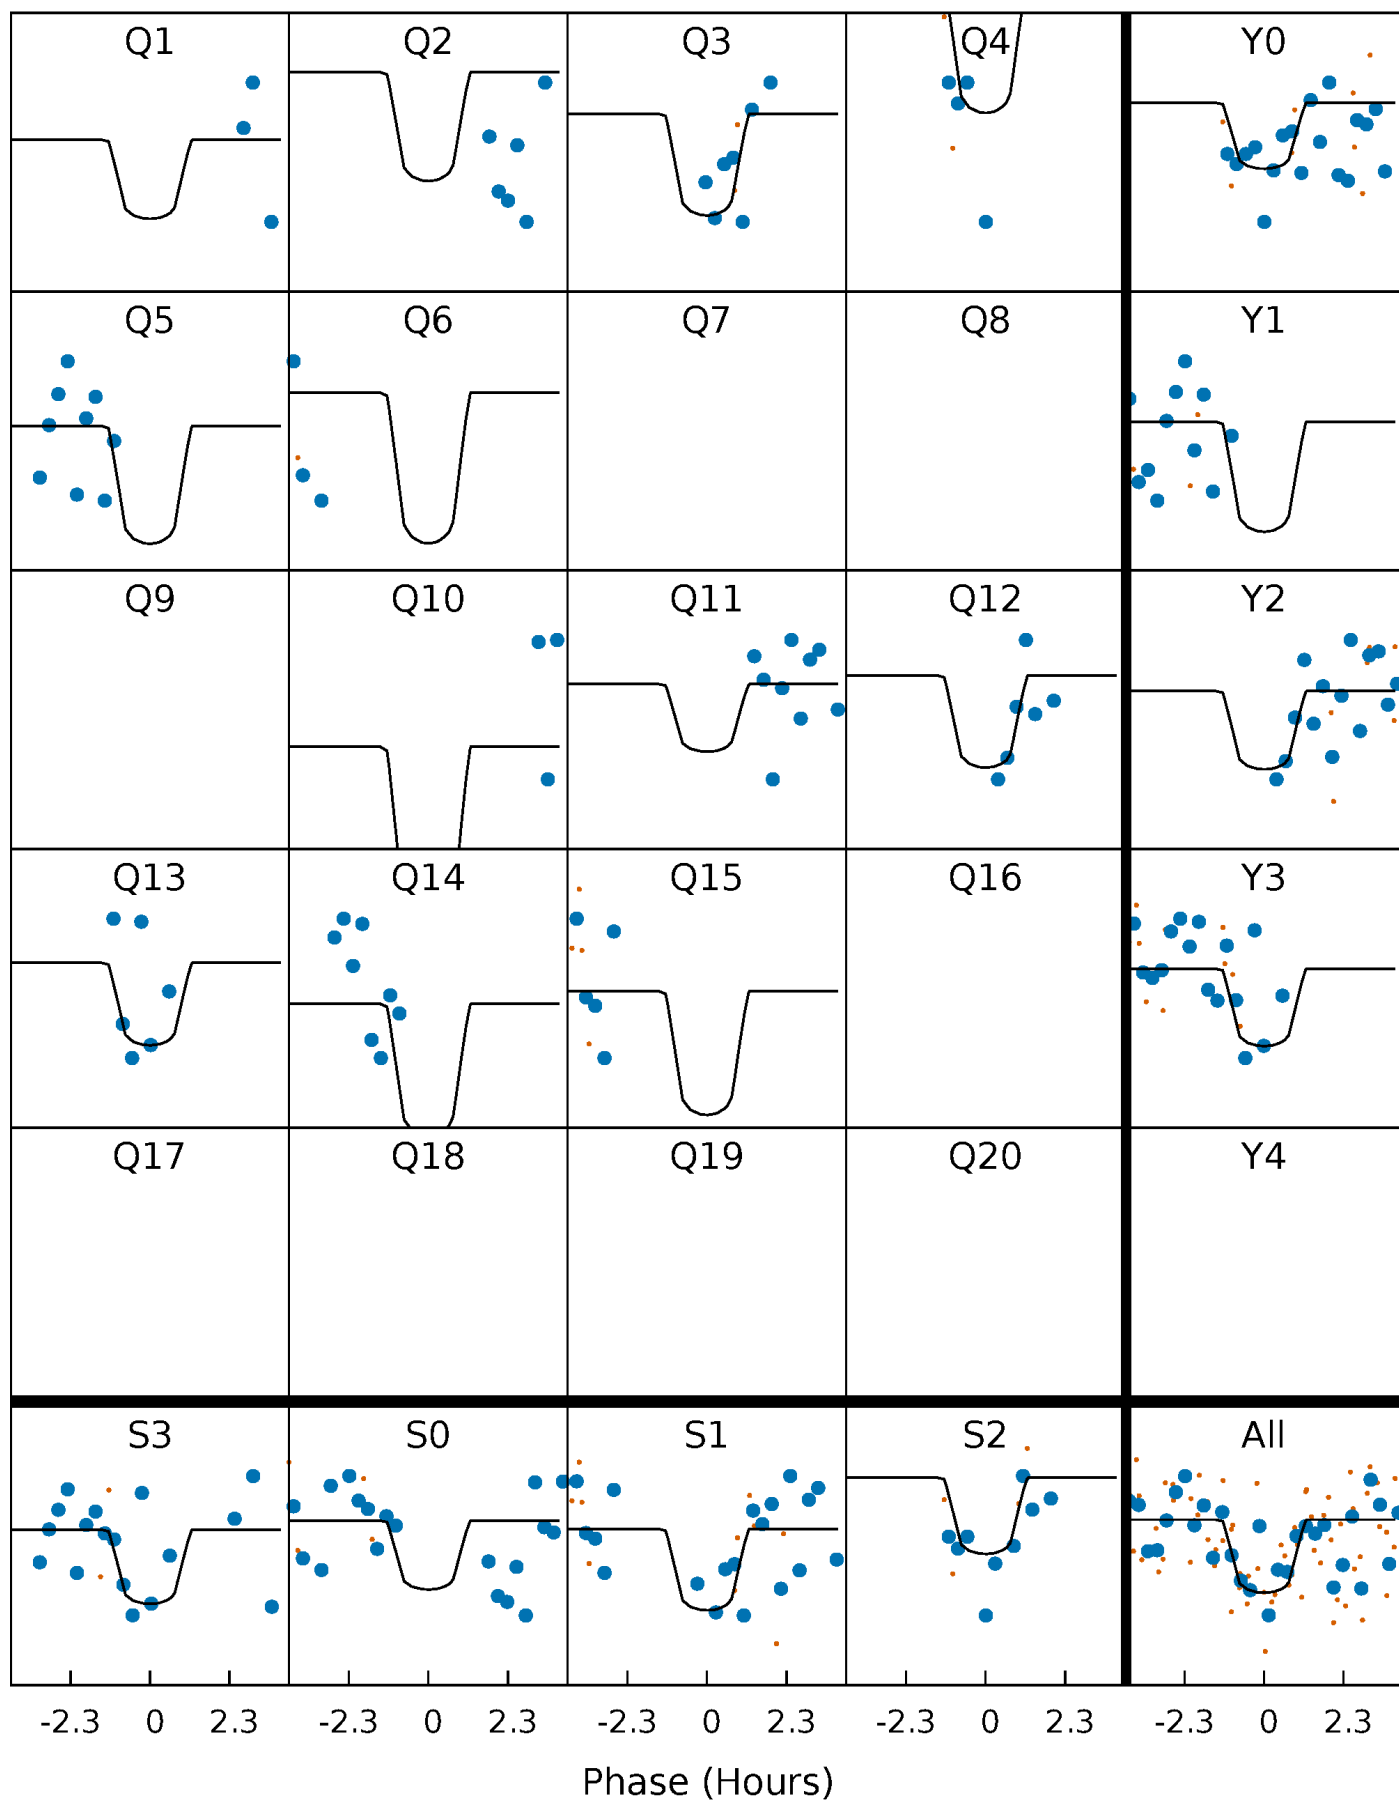 Q1 Q2 Q3 Q4 Y0
Q5 Q6 Q7 Q8 Y1
Q9 Q10 Q11 Q12 Y2
Q13 Q14 Q15 Q16 Y3
Q17 Q18 Q19 Q20 Y4
S3 S0 S1 S2 All
-2.3 0 2.3 -2.3 0 2.3 -2.3 0 2.3 -2.3 0 2.3 -2.3 0 2.3
Phase (Hours)